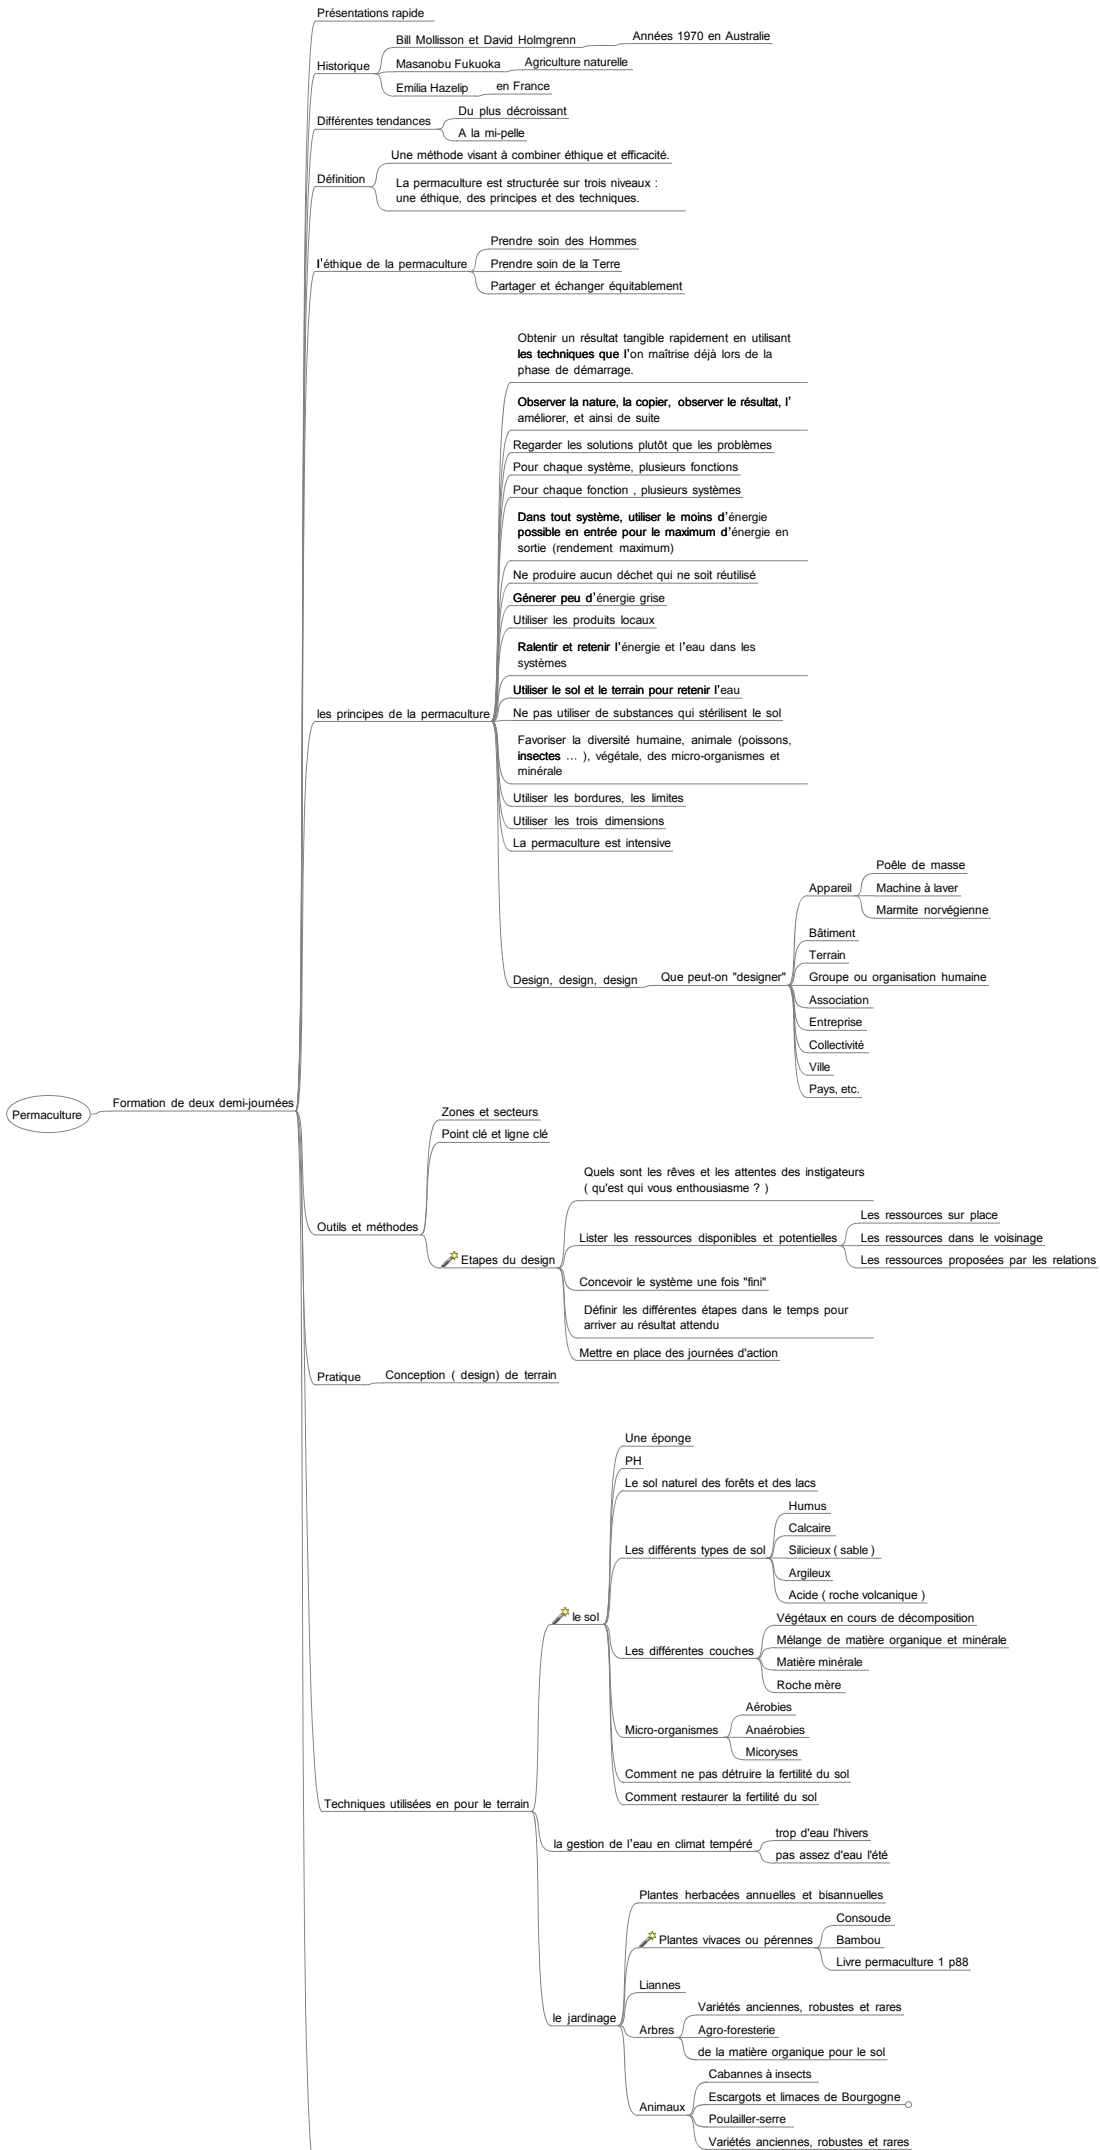 Présentations rapide
Bill Mollisson et David Holmgrenn
Années 1970 en Australie
Historique
Masanobu Fukuoka
Agriculture naturelle
Emilia Hazelip
en France
Différentes tendances
Du plus décroissant
A la mi-pelle
Définition
Une méthode visant à combiner éthique et efficacité.
La permaculture est structurée sur trois niveaux :
une éthique, des principes et des techniques.
l'éthique de la permaculture
Prendre soin des Hommes
Prendre soin de la Terre
Partager et échanger équitablement
les principes de la permaculture
Obtenir un résultat tangible rapidement en utilisant
les techniques que l'on maîtrise déjà lors de la
phase de démarrage.
Observer la nature, la copier, observer le résultat, l'
améliorer, et ainsi de suite
Regarder les solutions plutôt que les problèmes
Pour chaque système, plusieurs fonctions
Pour chaque fonction , plusieurs systèmes
Dans tout système, utiliser le moins d'énergie
possible en entrée pour le maximum d'énergie en
sortie (rendement maximum)
Ne produire aucun déchet qui ne soit réutilisé
Génerer peu d'énergie grise
Utiliser les produits locaux
Ralentir et retenir l'énergie et l'eau dans les
systèmes
Utiliser le sol et le terrain pour retenir l'eau
Ne pas utiliser de substances qui stérilisent le sol
Favoriser la diversité humaine, animale (poissons,
insectes ... ), végétale, des micro-organismes et
minérale
Utiliser les bordures, les limites
Utiliser les trois dimensions
La permaculture est intensive
Design, design, design
Que peut-on "designer"
Appareil
Poêle de masse
Machine à laver
Marmite norvégienne
Bâtiment
Terrain
Groupe ou organisation humaine
Association
Entreprise
Collectivité
Ville
Pays, etc.
Permaculture
Formation de deux demi-journées
Outils et méthodes
Zones et secteurs
Point clé et ligne clé
Etapes du design
Quels sont les rêves et les attentes des instigateurs
( qu'est qui vous enthousiasme ? )
Lister les ressources disponibles et potentielles
Les ressources sur place
Les ressources dans le voisinage
Les ressources proposées par les relations
Concevoir le système une fois "fini"
Définir les différentes étapes dans le temps pour
arriver au résultat attendu
Mettre en place des journées d'action
Pratique
Conception ( design) de terrain
Techniques utilisées en pour le terrain
le sol
Une éponge
PH
Le sol naturel des forêts et des lacs
Les différents types de sol
Humus
Calcaire
Silicieux ( sable )
Argileux
Acide ( roche volcanique )
Les différentes couches
Végétaux en cours de décomposition
Mélange de matière organique et minérale
Matière minérale
Roche mère
Micro-organismes
Aérobies
Anaérobies
Micoryses
Comment ne pas détruire la fertilité du sol
Comment restaurer la fertilité du sol
la gestion de l'eau en climat tempéré
trop d'eau l'hivers
pas assez d'eau l'été
le jardinage
Plantes herbacées annuelles et bisannuelles
Plantes vivaces ou pérennes
Consoude
Bambou
Livre permaculture 1 p88
Liannes
Arbres
Variétés anciennes, robustes et rares
Agro-foresterie
de la matière organique pour le sol
Animaux
Cabannes à insects
Escargots et limaces de Bourgogne
Poulailler-serre
Variétés anciennes, robustes et rares